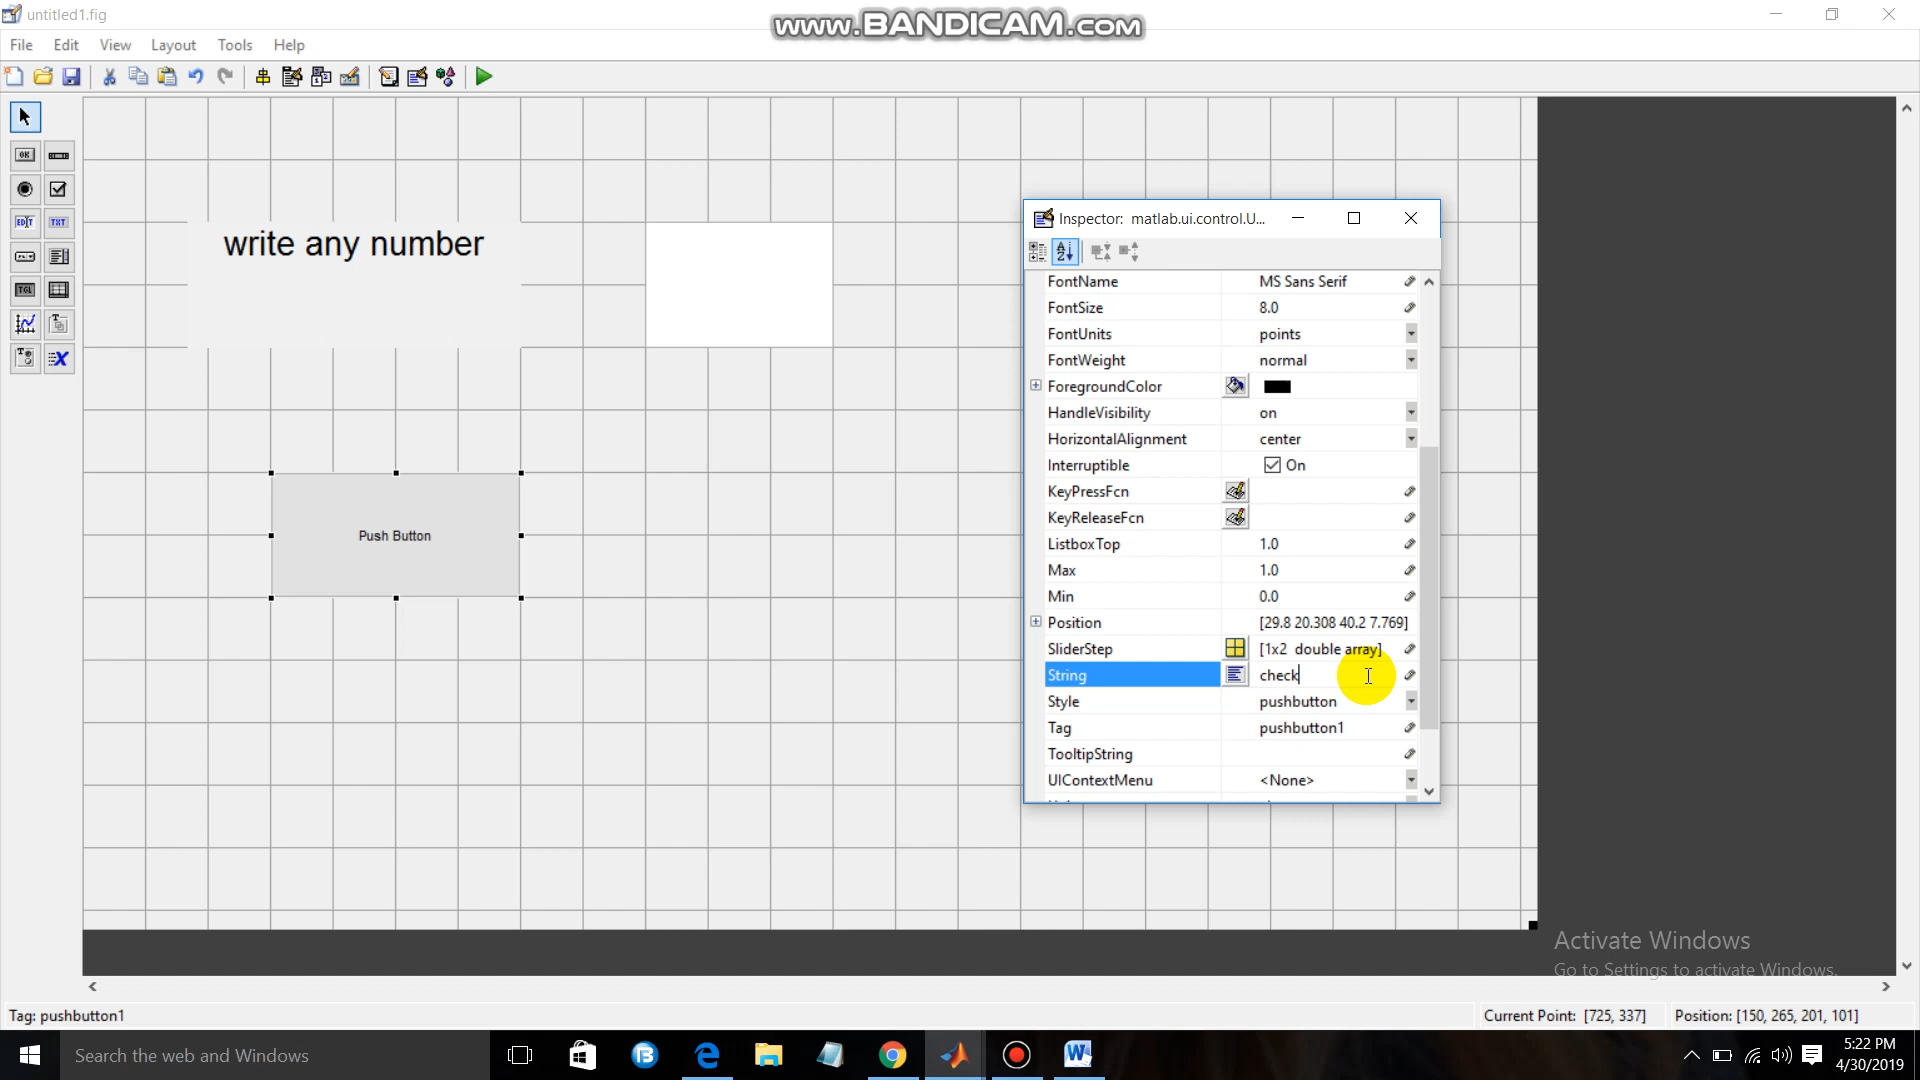 untitled1.fig
www.BANDICAM.com
File Edit View Layout Tools Help
write any number
Push Button
Inspector: matlab.ui.control.U...
FontName MS Sans Serif
FontSize 8.0
FontUnits points
FontWeight normal
ForegroundColor
HandleVisibility on
HorizontalAlignment center
Interruptible On
KeyPressFcn
KeyReleaseFcn
ListboxTop 1.0
Max 1.0
Min 0.0
Position [29.8 20.308 40.2 7.769]
SliderStep [1x2 double array]
String check
Style pushbutton
Tag pushbutton1
TooltipString
UIContextMenu <None>
Activate Windows
Go to Settings to activate Windows.
Tag: pushbutton1
Current Point: [725, 337]
Position: [150, 265, 201, 101]
Search the web and Windows
5:22 PM
4/30/2019